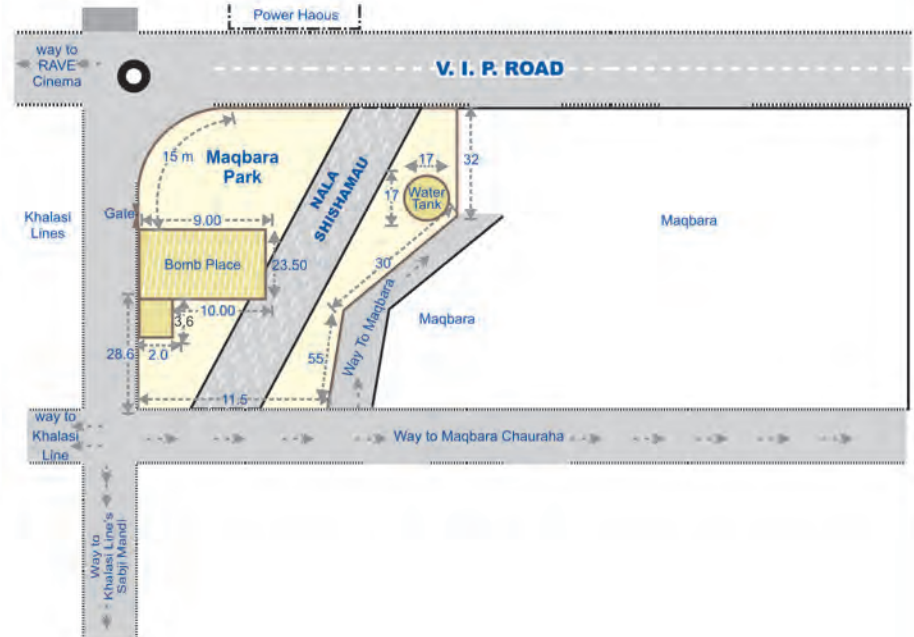 Power Haous
way to
RAVE
Cinema
V. I. P. ROAD
15 m
Maqbara
Park
NALA
SHISHAMAU
17
17
Water
Tank
32
Khalasi
Lines
Gate
9.00
Maqbara
Bomb Place
23.50
30
10.00
3.6
Way To Maqbara
Maqbara
28.6
2.0
55
11.5
way to
Khalasi
Line
Way to Maqbara Chauraha
Way to
Khalasi Line's
Sabji Mandi